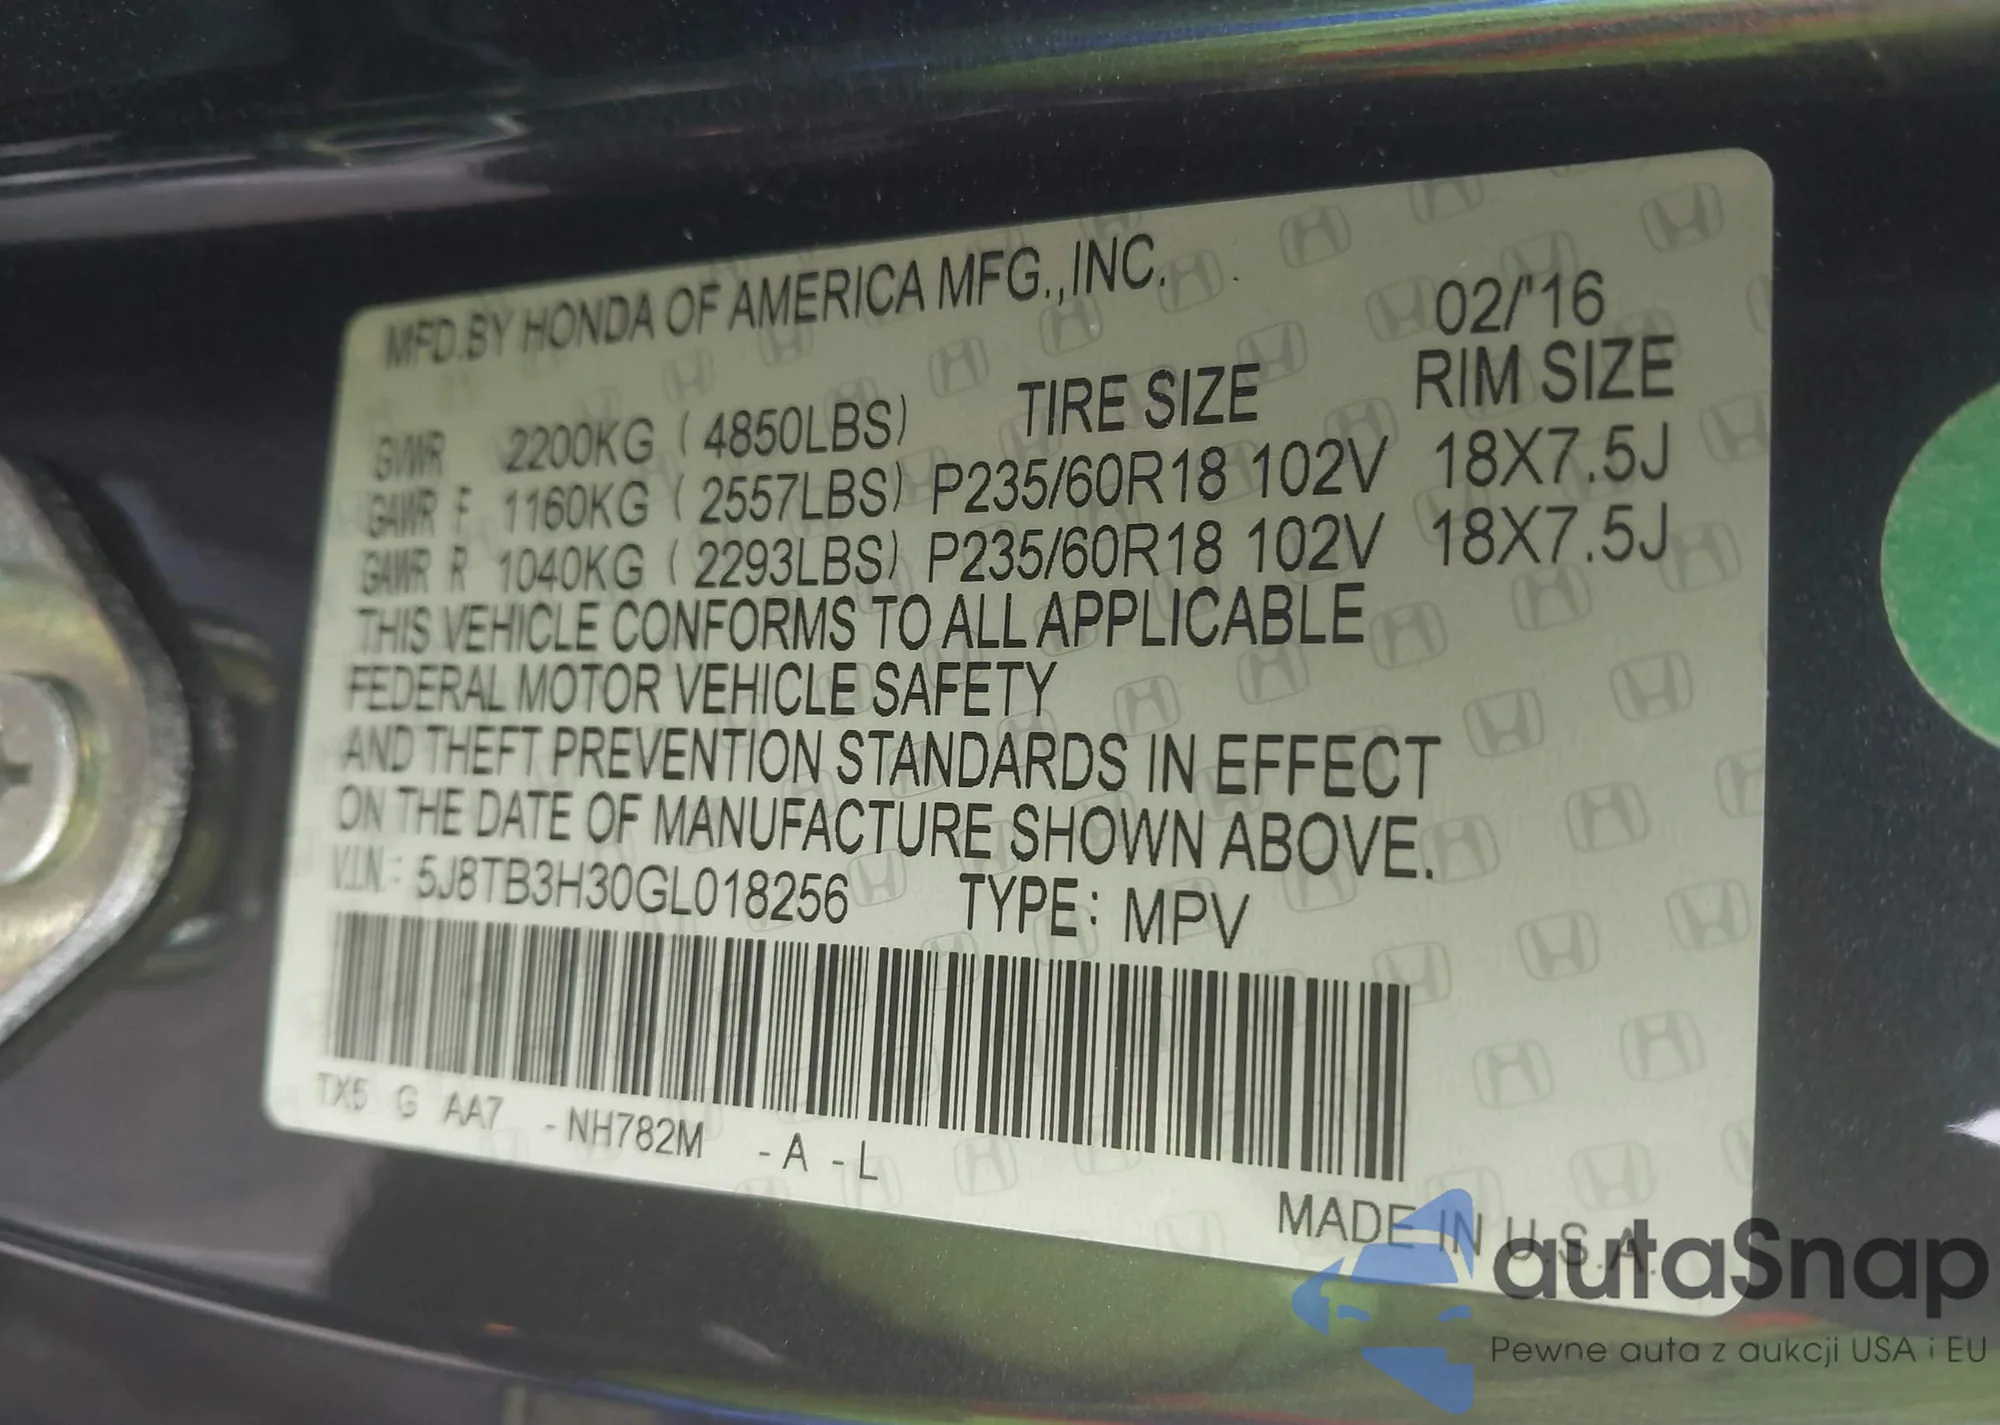 MFD.BY HONDA OF AMERICA MFG.,INC.
02/'16
TIRE SIZE RIM SIZE
GVWR 2200KG (4850LBS)
GAWR F 1160KG (2557LBS) P235/60R18 102V 18X7.5J
GAWR R 1040KG (2293LBS) P235/60R18 102V 18X7.5J
THIS VEHICLE CONFORMS TO ALL APPLICABLE
FEDERAL MOTOR VEHICLE SAFETY
AND THEFT PREVENTION STANDARDS IN EFFECT
ON THE DATE OF MANUFACTURE SHOWN ABOVE.
V.I.N.: 5J8TB3H30GL018256 TYPE: MPV
TX5 G AA7 -NH782M -A -L
MADE IN U.S.A.
autaSnap
Pewne auta z aukcji USA i EU